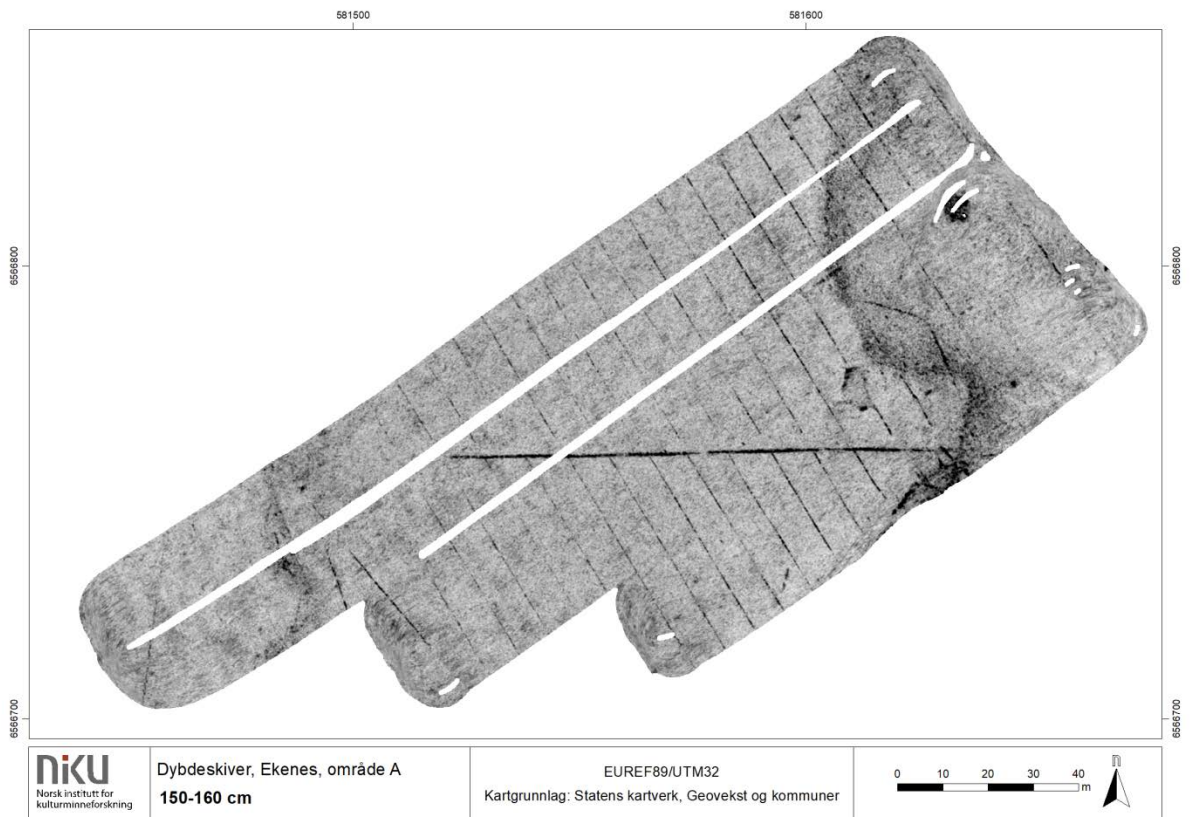 581500
581600
6566800
6566800
6566700
6566700
niku
Norsk institutt for
kulturminneforskning
Dybdeskiver, Ekenes, område A
150-160 cm
EUREF89/UTM32
Kartgrunnlag: Statens kartverk, Geovekst og kommuner
0 10 20 30 40
m
n